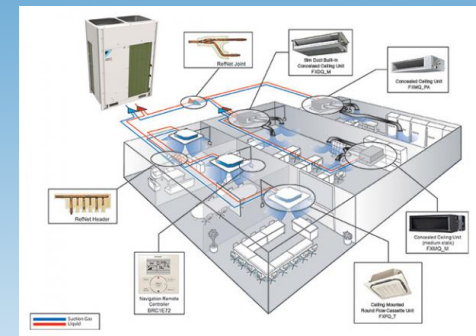 RefNet Joint
Slim Duct Built-in
Concealed Ceiling Unit
FXDQ_M
Concealed Ceiling Unit
FXMQ_PA
RefNet Header
Navigation Remote
Controller
BRC1E72
Concealed Ceiling Unit
(medium static)
FXMQ_M
Ceiling Mounted
Round Flow Cassette Unit
FXFQ_T
Suction Gas
Liquid